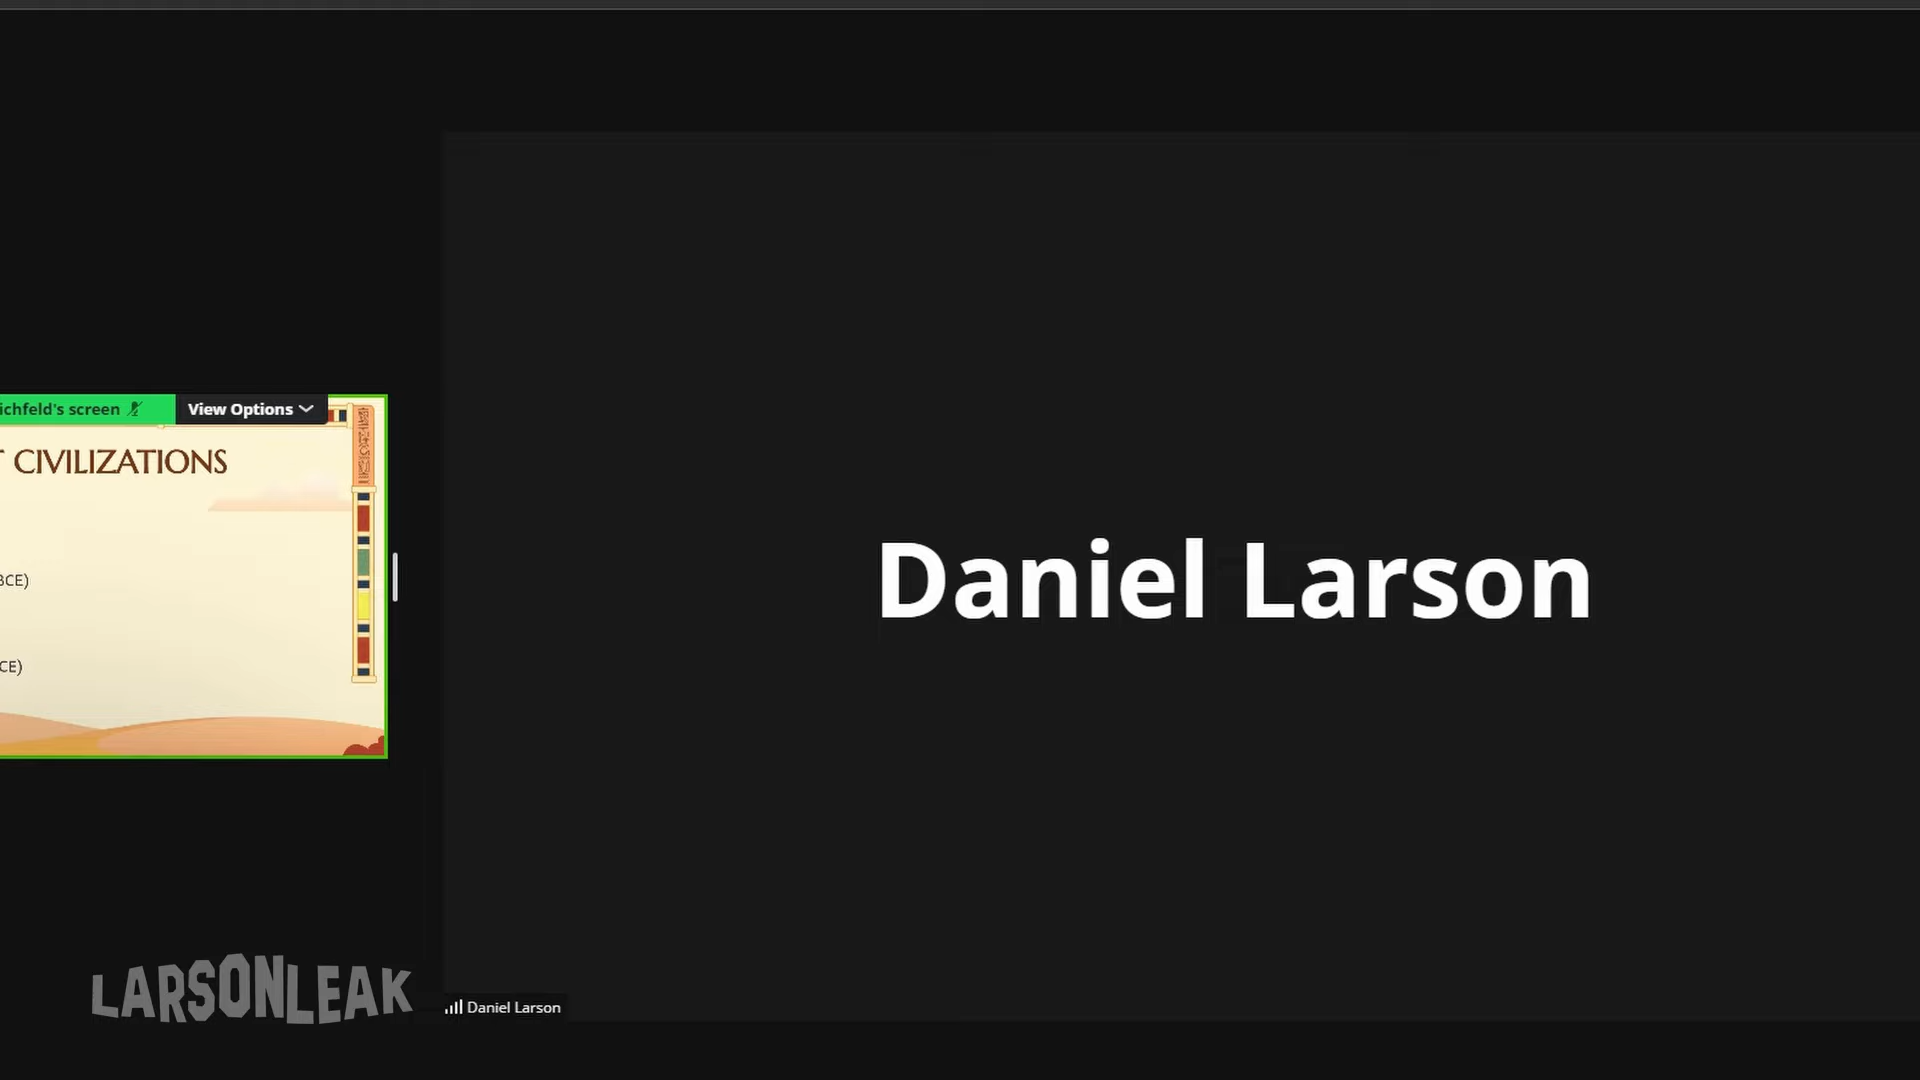 ichfeld's screen
View Options
T CIVILIZATIONS
BCE)
CE)
Daniel Larson
LARSONLEAK
Daniel Larson